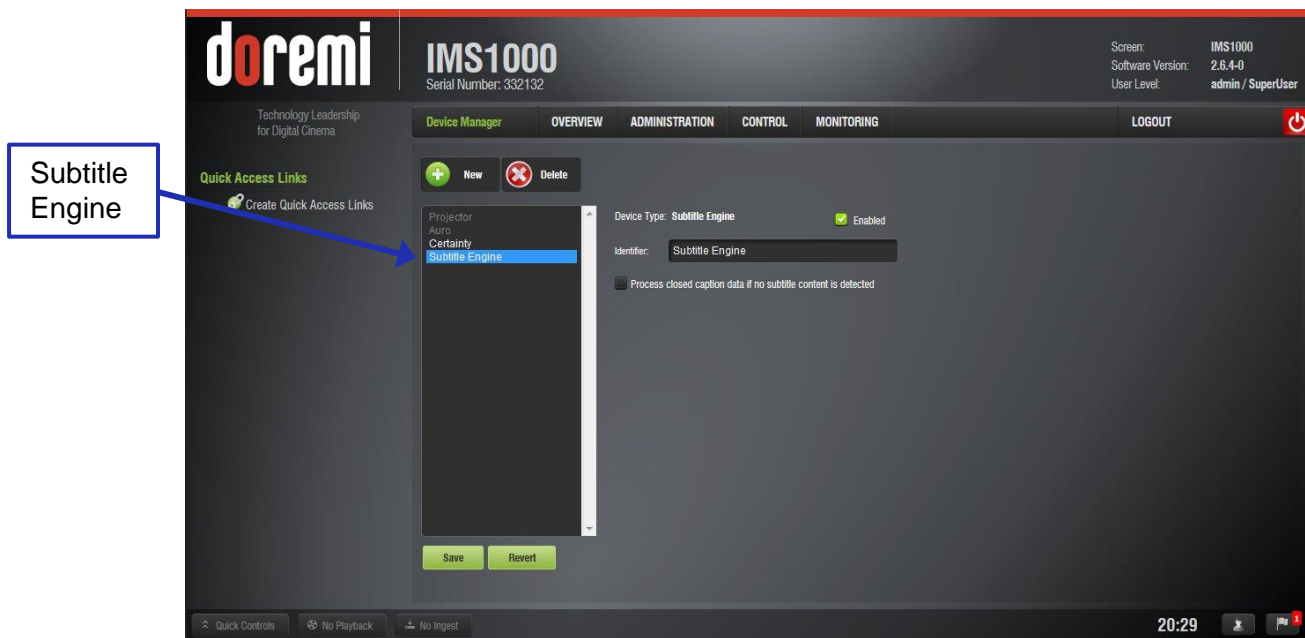 doremi
Technology Leadership
for Digital Cinema
IMS1000
Serial Number: 332132
Screen: IMS1000
Software Version: 2.6.4-0
User Level: admin / SuperUser
Device Manager OVERVIEW ADMINISTRATION CONTROL MONITORING LOGOUT
Subtitle
Engine
Quick Access Links
Create Quick Access Links
New Delete
Projector
Auro
Certainty
Subtitle Engine
Device Type: Subtitle Engine Enabled
Identifier: Subtitle Engine
Process closed caption data if no subtitle content is detected
Save Revert
Quick Controls No Playback No Ingest 20:29 1